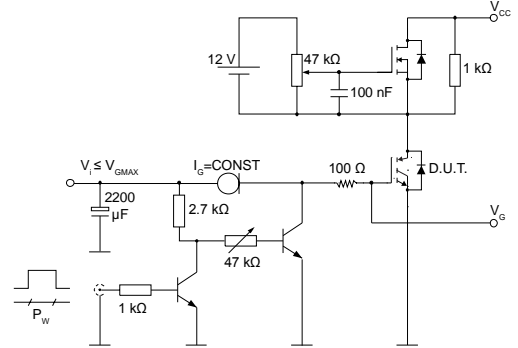 V_CC
12 V
47 kΩ
1 kΩ
100 nF
V_i ≤ V_GMAX
I_G=CONST
100 Ω
D.U.T.
2200
μF
2.7 kΩ
V_G
47 kΩ
1 kΩ
P_W